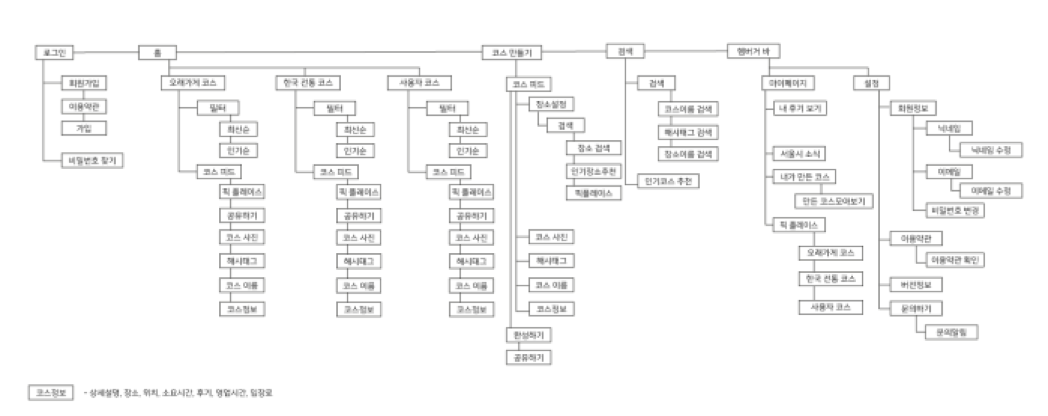 로그인
홈
코스 만들기
검색
햄버거 바
회원가입
이용약관
가입
비밀번호 찾기
오래가게 코스
필터
최신순
인기순
코스 피드
픽 플레이스
공유하기
코스 사진
해시태그
코스 이름
코스정보
한국 전통 코스
필터
최신순
인기순
코스 피드
픽 플레이스
공유하기
코스 사진
해시태그
코스 이름
코스정보
사용자 코스
필터
최신순
인기순
코스 피드
픽 플레이스
공유하기
코스 사진
해시태그
코스 이름
코스정보
코스 피드
장소설정
검색
장소 검색
인기장소추천
픽플레이스
코스 사진
해시태그
코스 이름
코스정보
완성하기
공유하기
검색
코스이름 검색
해시태그 검색
장소이름 검색
인기코스 추천
마이페이지
내 후기 보기
서울시 소식
내가 만든 코스
만든 코스모아보기
픽 플레이스
오래가게 코스
한국 전통 코스
사용자 코스
설정
회원정보
닉네임
닉네임 수정
이메일
이메일 수정
비밀번호 변경
이용약관
이용약관 확인
버전정보
문의하기
문의알림
코스정보 - 상세설명, 장소, 위치, 소요시간, 후기, 영업시간, 입장료